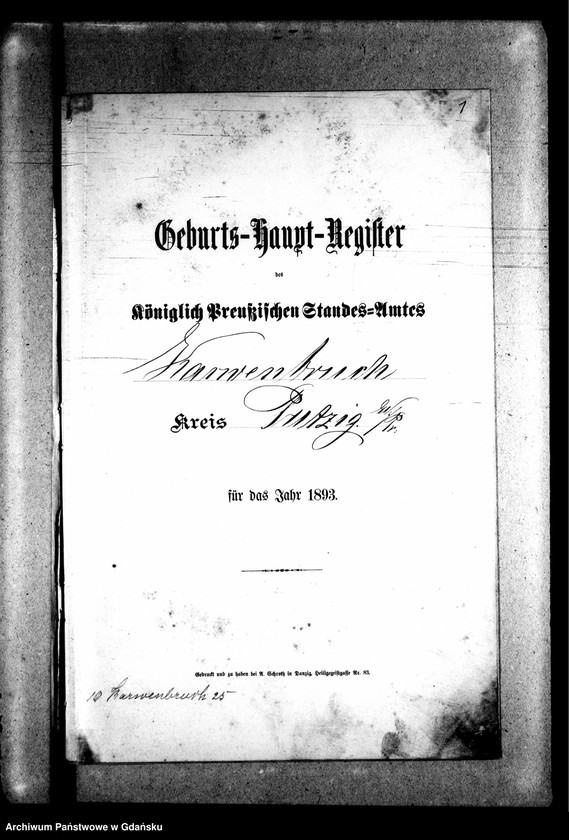 1
Geburts-Haupt-Register
des
Königlich Preußischen Standes-Amtes
Karwenbruch
Kreis Putzig W/Pr.
für das Jahr 1893.
Gedruckt und zu haben bei A. Schroth in Danzig, Heiligegeistgasse Nr. 83.
10 Karwenbruch 25
Archiwum Państwowe w Gdańsku